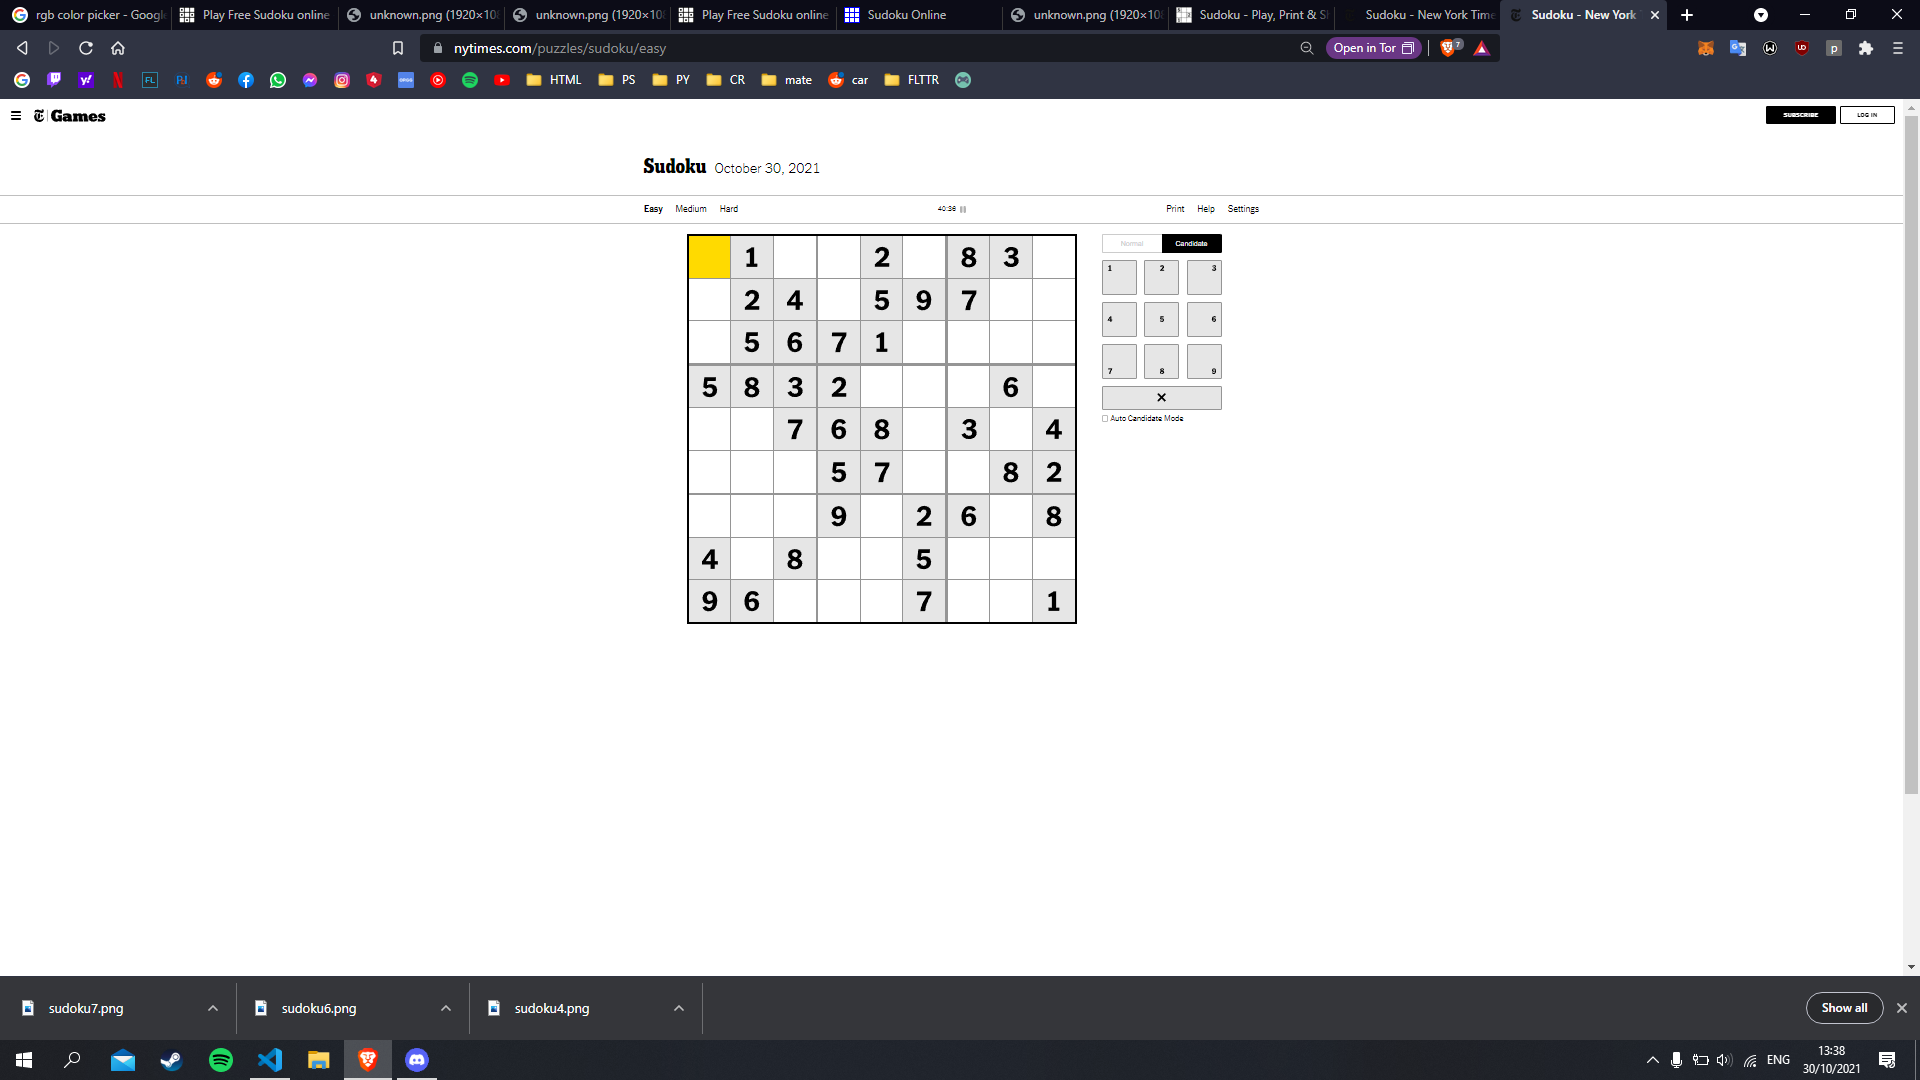 rgb color picker - Googl
Play Free Sudoku online
unknown.png (1920×10
unknown.png (1920×10
Play Free Sudoku online
Sudoku Online
unknown.png (1920×10
Sudoku - Play, Print & S
Sudoku - New York Time
Sudoku - New York
nytimes.com/puzzles/sudoku/easy
Open in Tor
7
HTML PS PY CR mate car FLTTR
Games
SUBSCRIBE LOG IN
Sudoku October 30, 2021
Easy Medium Hard 40:36 Print Help Settings
Normal Candidate
1 2 8 3
2 4 5 9 7
5 6 7 1
5 8 3 2 6
7 6 8 3 4
5 7 8 2
9 2 6 8
4 8 5
9 6 7 1
1 2 3
4 5 6
7 8 9
Auto Candidate Mode
sudoku7.png sudoku6.png sudoku4.png Show all
ENG
13:38
30/10/2021